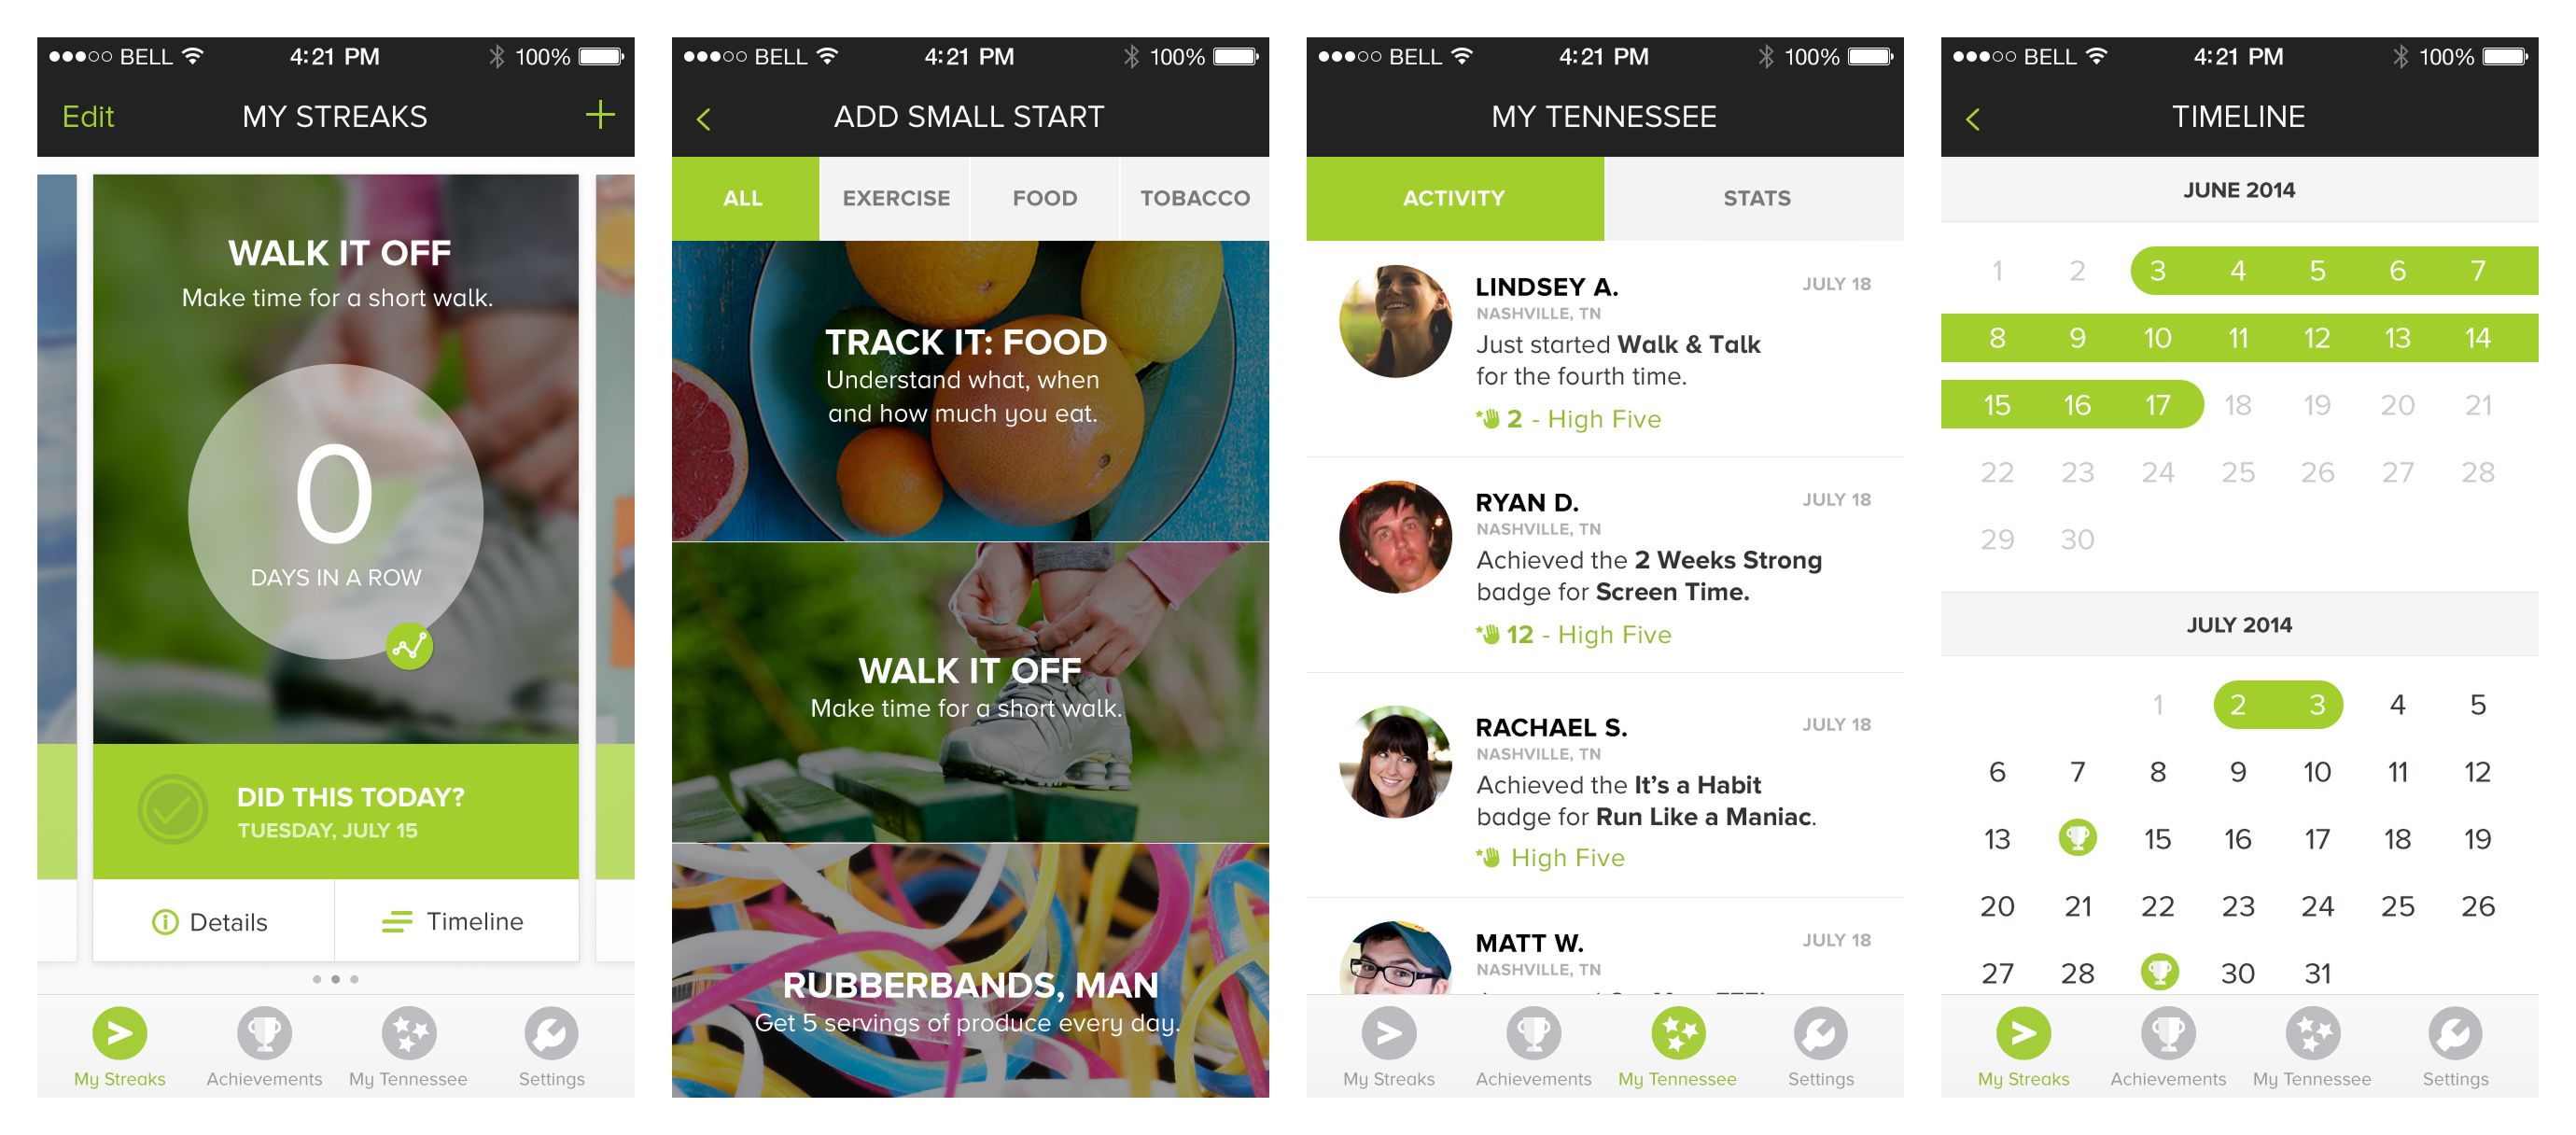 BELL 4:21 PM 100%
Edit MY STREAKS +
WALK IT OFF
Make time for a short walk.
0
DAYS IN A ROW
DID THIS TODAY?
TUESDAY, JULY 15
Details Timeline
My Streaks Achievements My Tennessee Settings
BELL 4:21 PM 100%
ADD SMALL START
ALL EXERCISE FOOD TOBACCO
TRACK IT: FOOD
Understand what, when
and how much you eat.
WALK IT OFF
Make time for a short walk.
RUBBERBANDS, MAN
Get 5 servings of produce every day.
BELL 4:21 PM 100%
MY TENNESSEE
ACTIVITY STATS
LINDSEY A. JULY 18
NASHVILLE, TN
Just started Walk & Talk
for the fourth time.
2 - High Five
RYAN D. JULY 18
NASHVILLE, TN
Achieved the 2 Weeks Strong
badge for Screen Time.
12 - High Five
RACHAEL S. JULY 18
NASHVILLE, TN
Achieved the It's a Habit
badge for Run Like a Maniac.
High Five
MATT W. JULY 18
NASHVILLE, TN
My Streaks Achievements My Tennessee Settings
BELL 4:21 PM 100%
TIMELINE
JUNE 2014
1 2 3 4 5 6 7
8 9 10 11 12 13 14
15 16 17 18 19 20 21
22 23 24 25 26 27 28
29 30
JULY 2014
1 2 3 4 5
6 7 8 9 10 11 12
13 15 16 17 18 19
20 21 22 23 24 25 26
27 28 30 31
My Streaks Achievements My Tennessee Settings